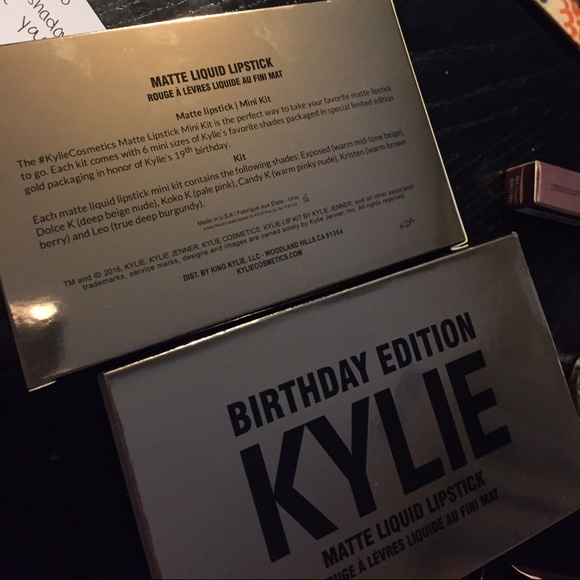 shado
ya
MATTE LIQUID LIPSTICK
ROUGE À LÈVRES LIQUIDE AU FINI MAT
Matte lipstick | Mini Kit
The #KylieCosmetics Matte Lipstick Mini Kit is the perfect way to take your favorite matte lipstick
to go. Each kit comes with 6 mini sizes of Kylie's favorite shades packaged in special limited edition
gold packaging in honor of Kylie's 19th birthday.
Kit
Each matte liquid lipstick mini kit contains the following shades: Exposed (warm mid-tone beige),
Dolce K (deep beige nude), Koko K (pale pink), Candy K (warm pinky nude), Kristen (warm brown
berry) and Leo (true deep burgundy).
Made in U.S.A / Fabriqué aux États - Unis
TM and © 2016, KYLIE, KYLIE JENNER, KYLIE COSMETICS, KYLIE LIP KIT BY KYLIE JENNER, and all other associated
trademarks, service marks, designs and images are owned solely by Kylie Jenner, Inc. All rights reserved.
DIST. BY KING KYLIE, LLC - WOODLAND HILLS,CA 91364
KYLIECOSMETICS.COM
BIRTHDAY EDITION
KYLIE
MATTE LIQUID LIPSTICK
ROUGE À LÈVRES LIQUIDE AU FINI MAT